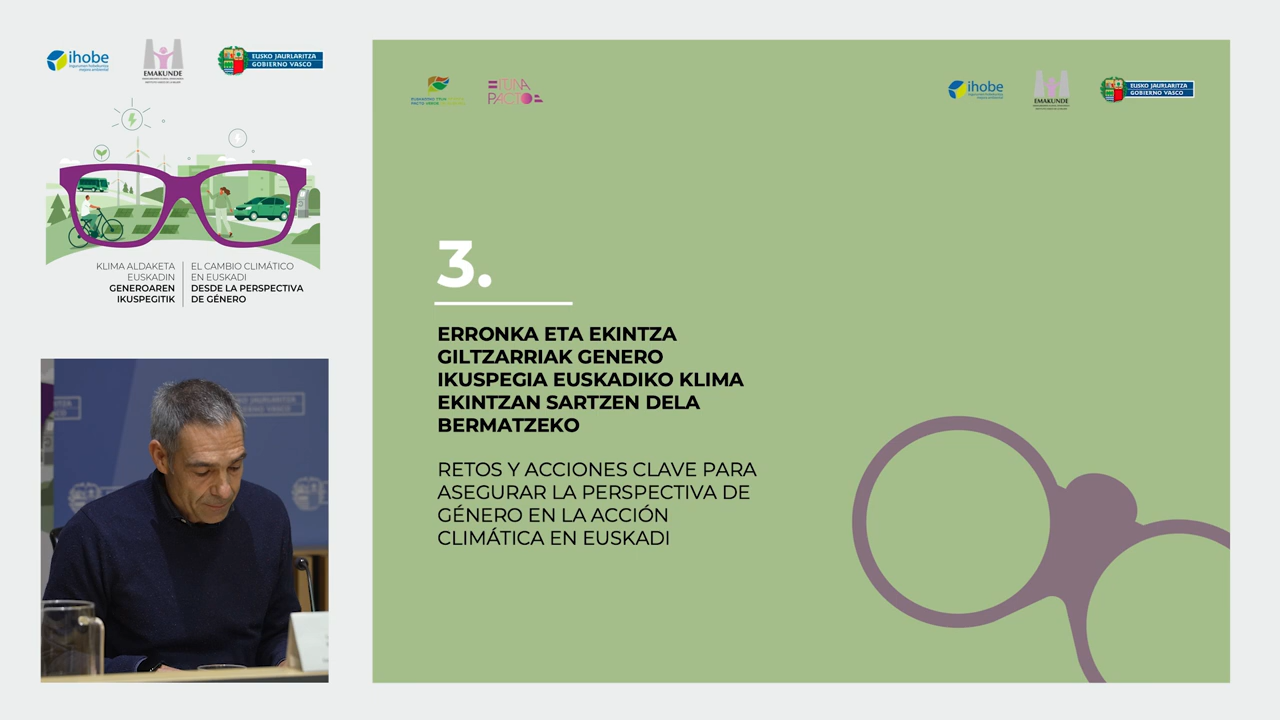 ihobe
EMAKUNDE
EUSKO JAURLARITZA
GOBIERNO VASCO
KLIMA ALDAKETA
EUSKADIN
GENEROAREN
IKUSPEGITIK
EL CAMBIO CLIMÁTICO
EN EUSKADI
DESDE LA PERSPECTIVA
DE GÉNERO
ITUNA
PACTO
ihobe
EMAKUNDE
EUSKO JAURLARITZA
GOBIERNO VASCO
3.
ERRONKA ETA EKINTZA
GILTZARRIAK GENERO
IKUSPEGIA EUSKADIKO KLIMA
EKINTZAN SARTZEN DELA
BERMATZEKO
RETOS Y ACCIONES CLAVE PARA
ASEGURAR LA PERSPECTIVA DE
GÉNERO EN LA ACCIÓN
CLIMÁTICA EN EUSKADI